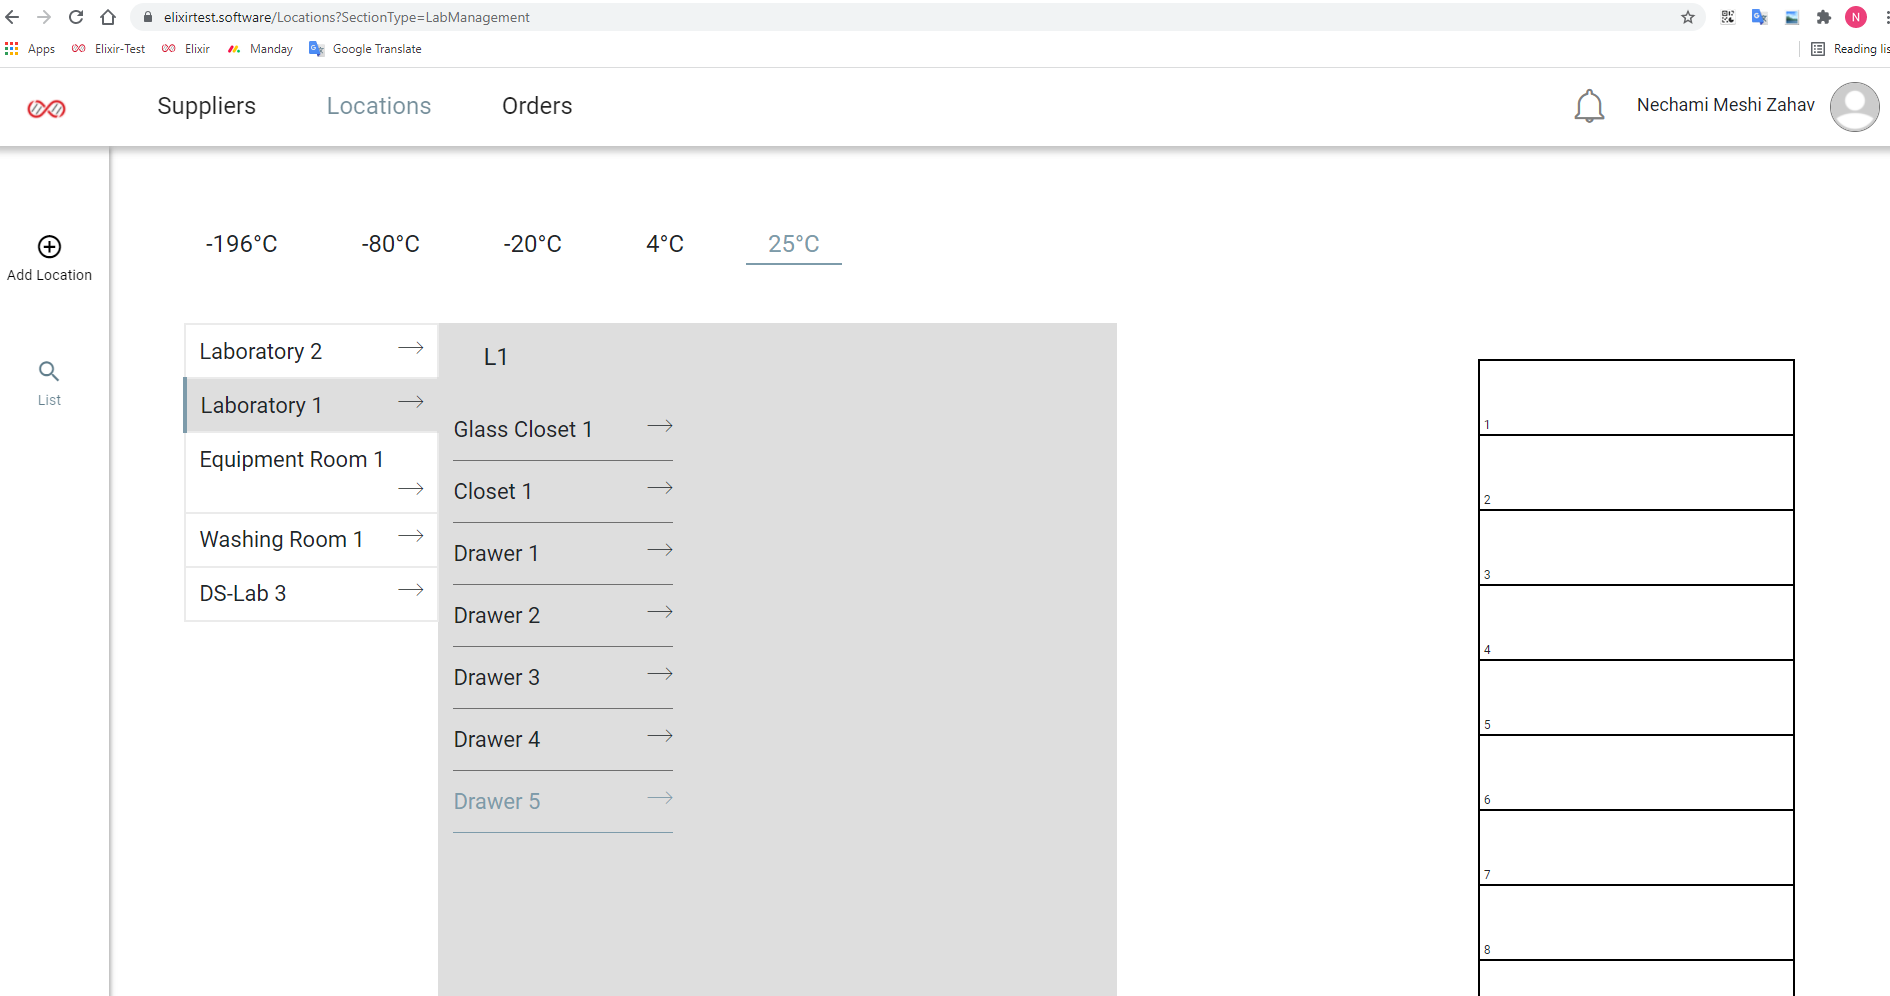 elixirtest.software/Locations?SectionType=LabManagement
N
Apps Elixir-Test Elixir Manday Google Translate
Reading lis
Suppliers Locations Orders
Nechami Meshi Zahav
Add Location
List
-196°C -80°C -20°C 4°C 25°C
Laboratory 2
Laboratory 1
Equipment Room 1
Washing Room 1
DS-Lab 3
L1
Glass Closet 1
Closet 1
Drawer 1
Drawer 2
Drawer 3
Drawer 4
Drawer 5
1
2
3
4
5
6
7
8